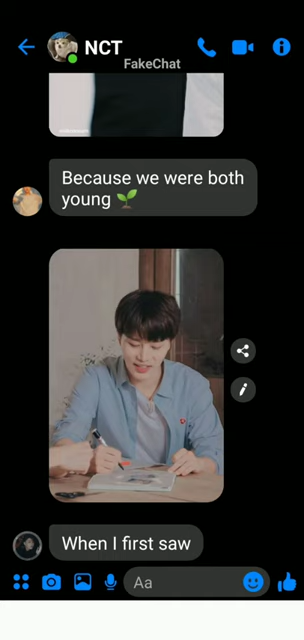 NCT
FakeChat
Because we were both
young 🌱
When I first saw
Aa